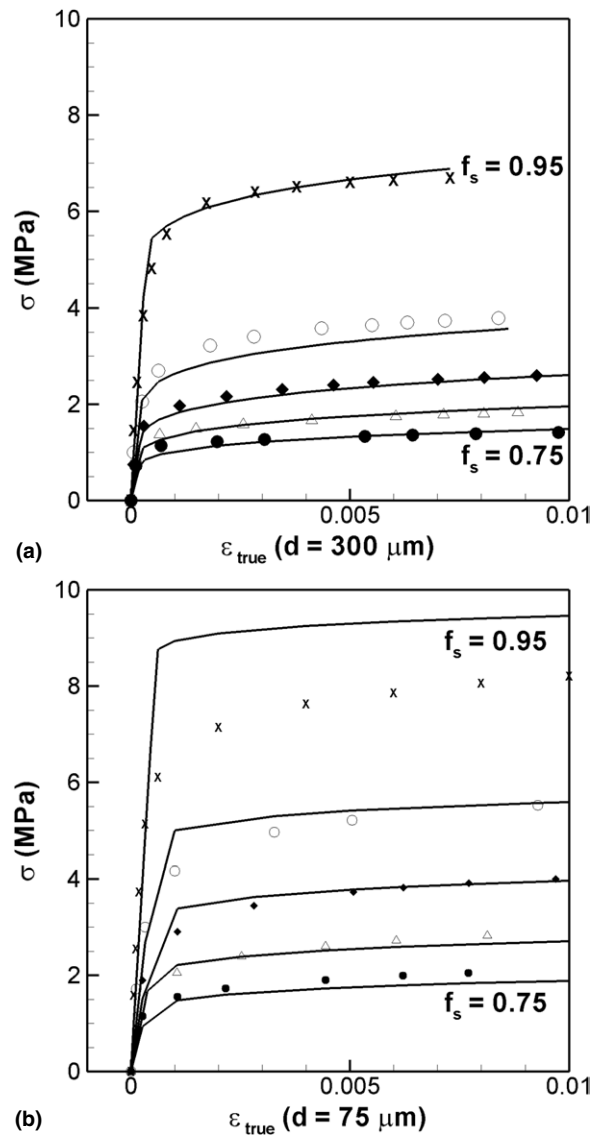 10
8
f_s = 0.95
6
σ (MPa)
4
2
f_s = 0.75
0
0 0.005 0.01
(a) ε_true (d = 300 μm)
10
f_s = 0.95
8
6
σ (MPa)
4
2
f_s = 0.75
0
0 0.005 0.01
(b) ε_true (d = 75 μm)